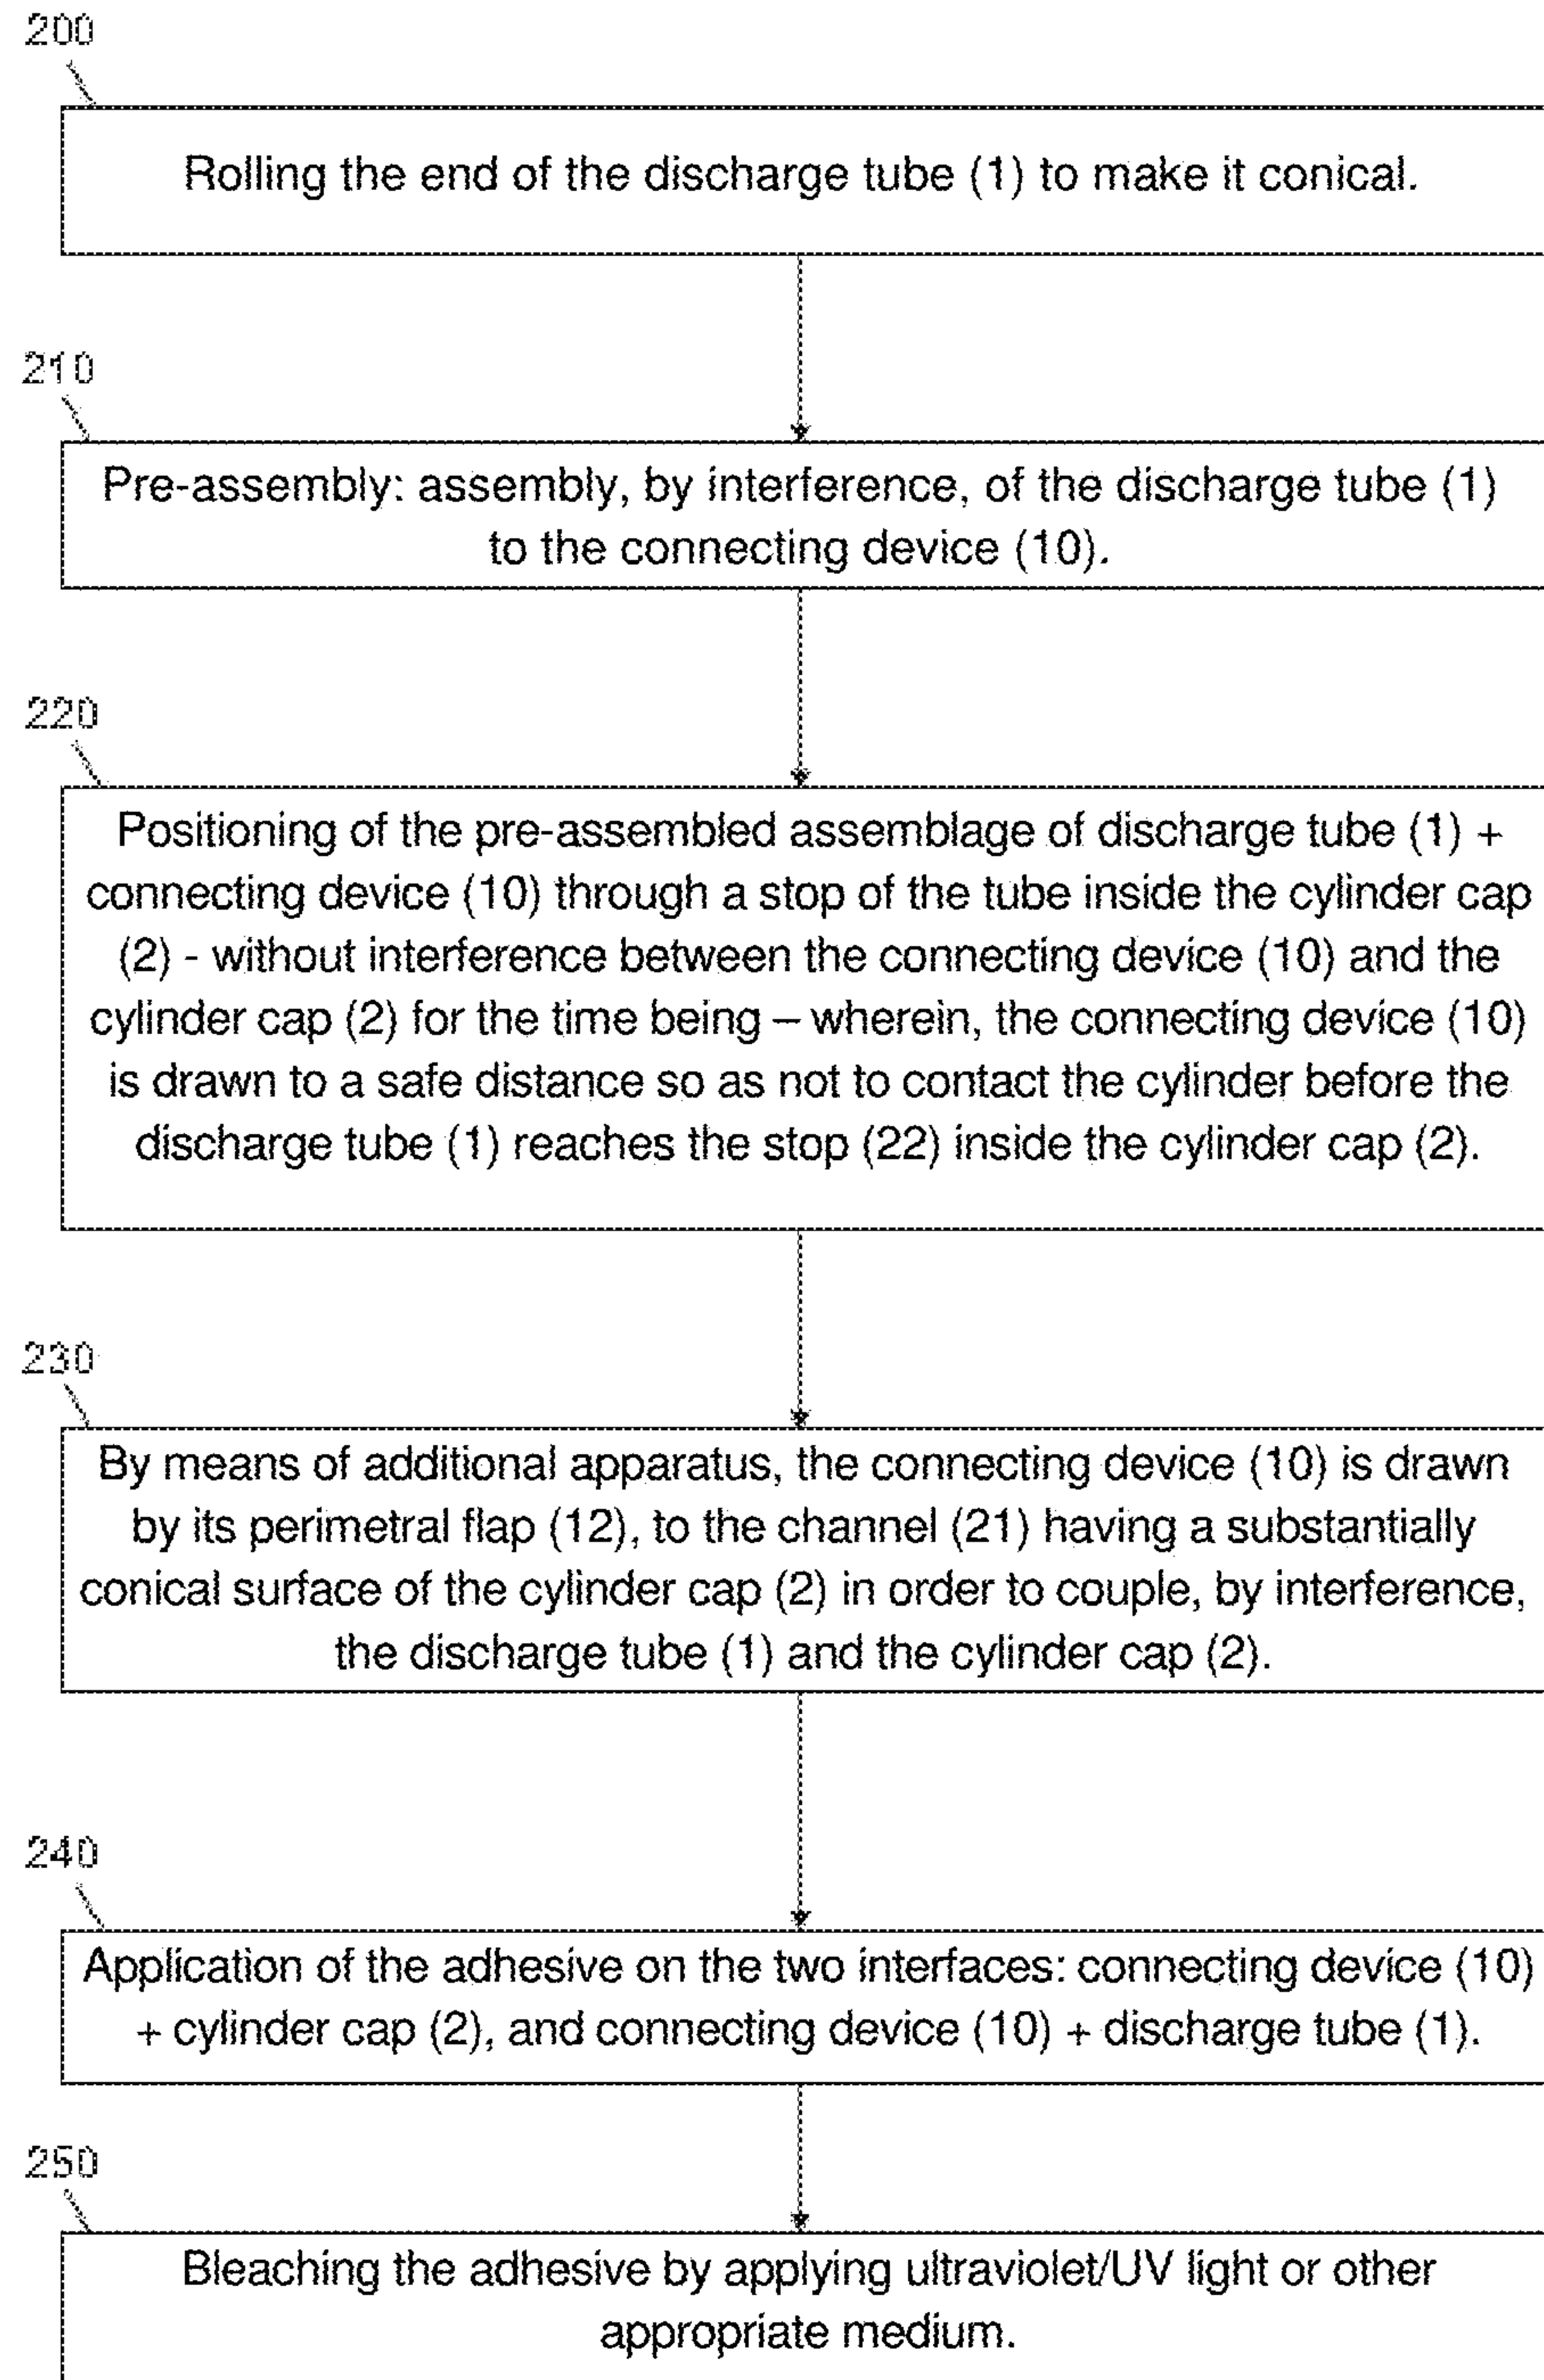 200
Rolling the end of the discharge tube (1) to make it conical.
210
Pre-assembly: assembly, by interference, of the discharge tube (1)
to the connecting device (10).
220
Positioning of the pre-assembled assemblage of discharge tube (1) +
connecting device (10) through a stop of the tube inside the cylinder cap
(2) - without interference between the connecting device (10) and the
cylinder cap (2) for the time being – wherein, the connecting device (10)
is drawn to a safe distance so as not to contact the cylinder before the
discharge tube (1) reaches the stop (22) inside the cylinder cap (2).
230
By means of additional apparatus, the connecting device (10) is drawn
by its perimetral flap (12), to the channel (21) having a substantially
conical surface of the cylinder cap (2) in order to couple, by interference,
the discharge tube (1) and the cylinder cap (2).
240
Application of the adhesive on the two interfaces: connecting device (10)
+ cylinder cap (2), and connecting device (10) + discharge tube (1).
250
Bleaching the adhesive by applying ultraviolet/UV light or other
appropriate medium.